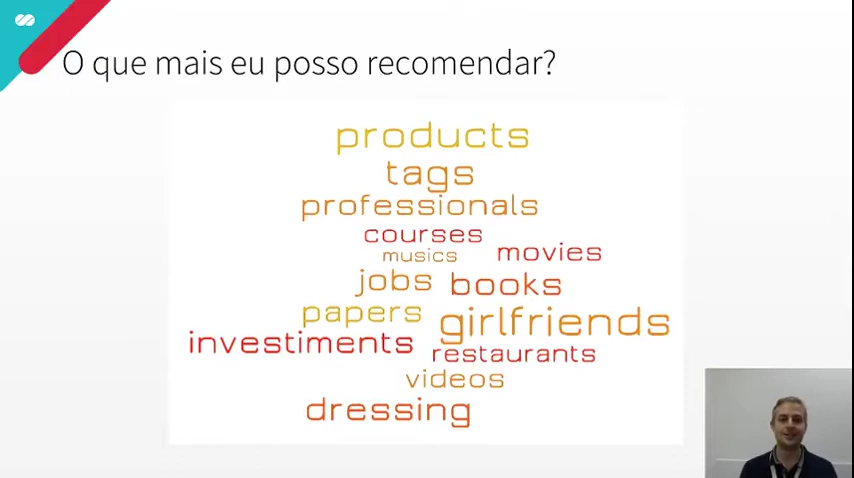 O que mais eu posso recomendar?
products
tags
professionals
courses
musics
movies
jobs
books
papers
girlfriends
investiments
restaurants
videos
dressing